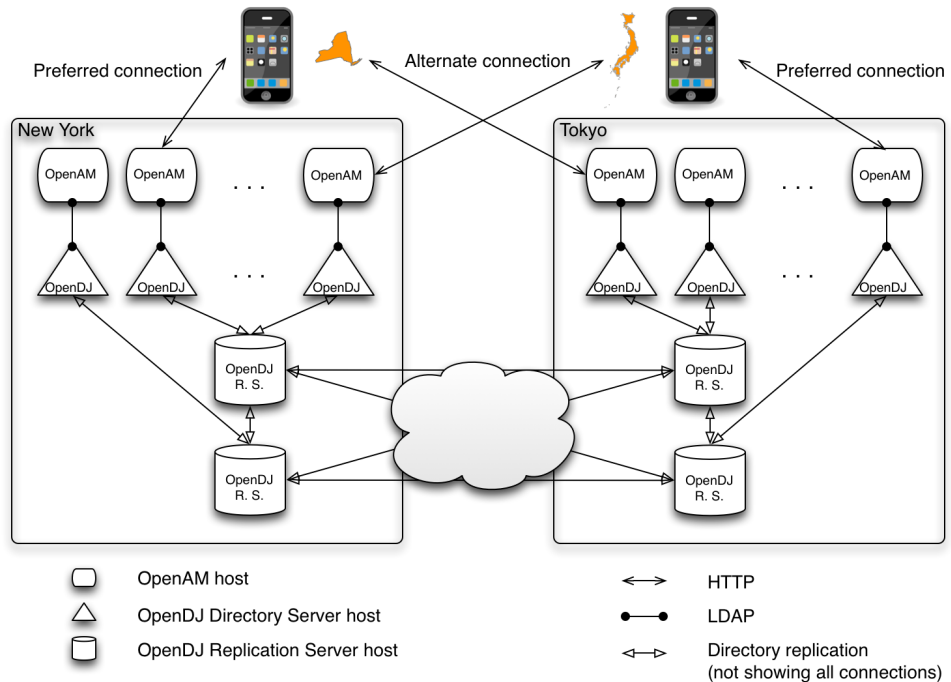 Preferred connection
Alternate connection
Preferred connection
New York
OpenAM
OpenAM
. . .
OpenAM
OpenDJ
OpenDJ
. . .
OpenDJ
OpenDJ
R. S.
OpenDJ
R. S.
Tokyo
OpenAM
OpenAM
. . .
OpenAM
OpenDJ
OpenDJ
. . .
OpenDJ
OpenDJ
R. S.
OpenDJ
R. S.
OpenAM host
OpenDJ Directory Server host
OpenDJ Replication Server host
HTTP
LDAP
Directory replication
(not showing all connections)